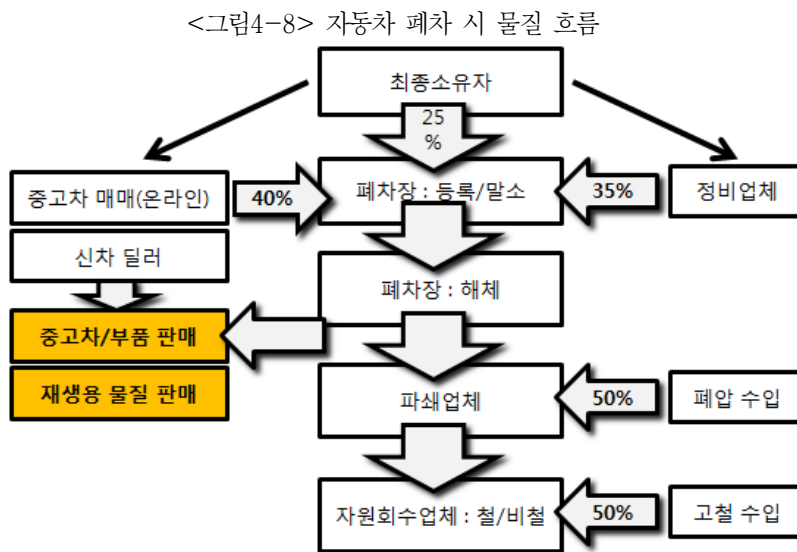 <그림4-8> 자동차 폐차 시 물질 흐름
최종소유자
25
%
중고차 매매(온라인)
40%
폐차장 : 등록/말소
35%
정비업체
신차 딜러
폐차장 : 해체
중고차/부품 판매
재생용 물질 판매
파쇄업체
50%
폐압 수입
자원회수업체 : 철/비철
50%
고철 수입